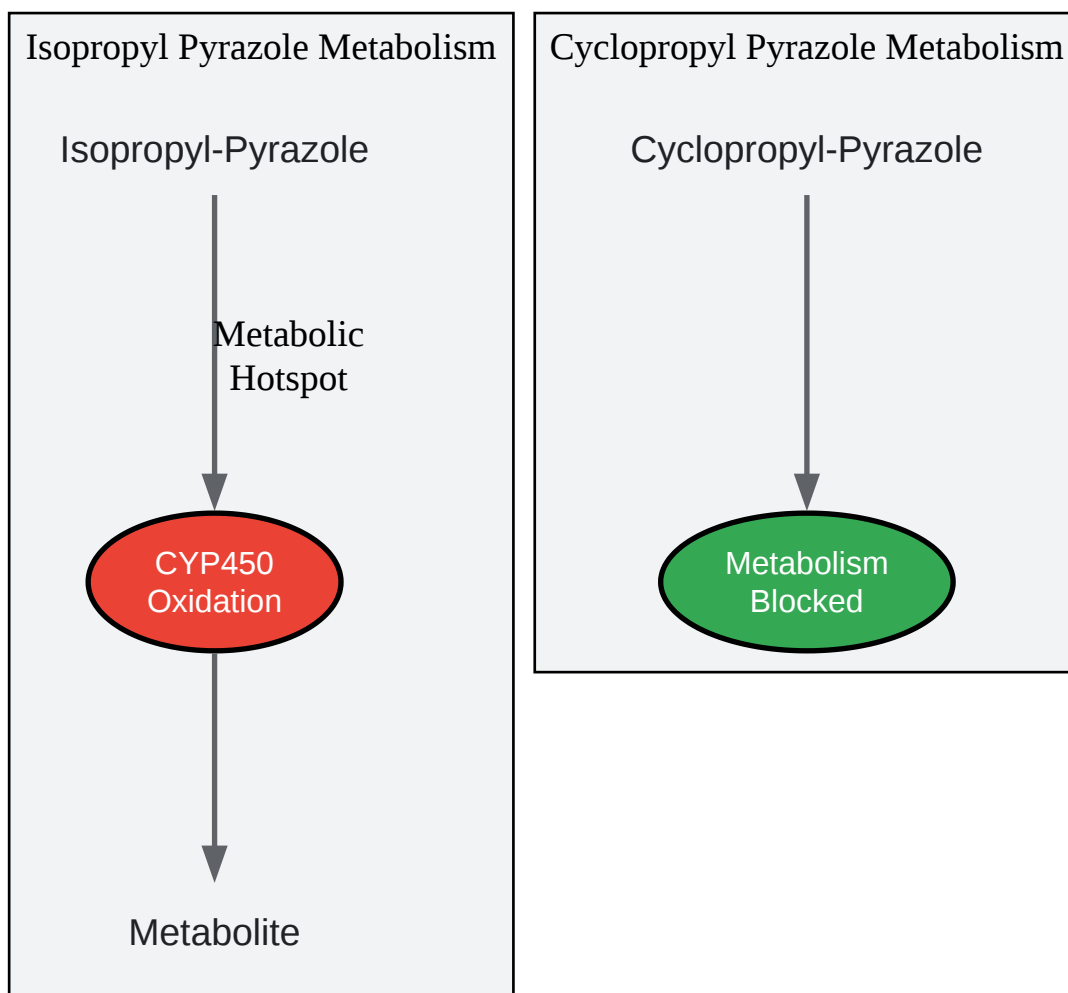 Isopropyl Pyrazole Metabolism
Isopropyl-Pyrazole
Metabolic
Hotspot
CYP450
Oxidation
Metabolite
Cyclopropyl Pyrazole Metabolism
Cyclopropyl-Pyrazole
Metabolism
Blocked